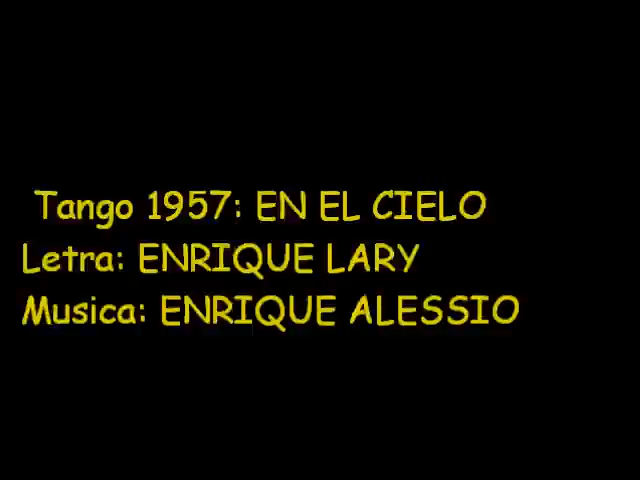 Tango 1957: EN EL CIELO
Letra: ENRIQUE LARY
Musica: ENRIQUE ALESSIO